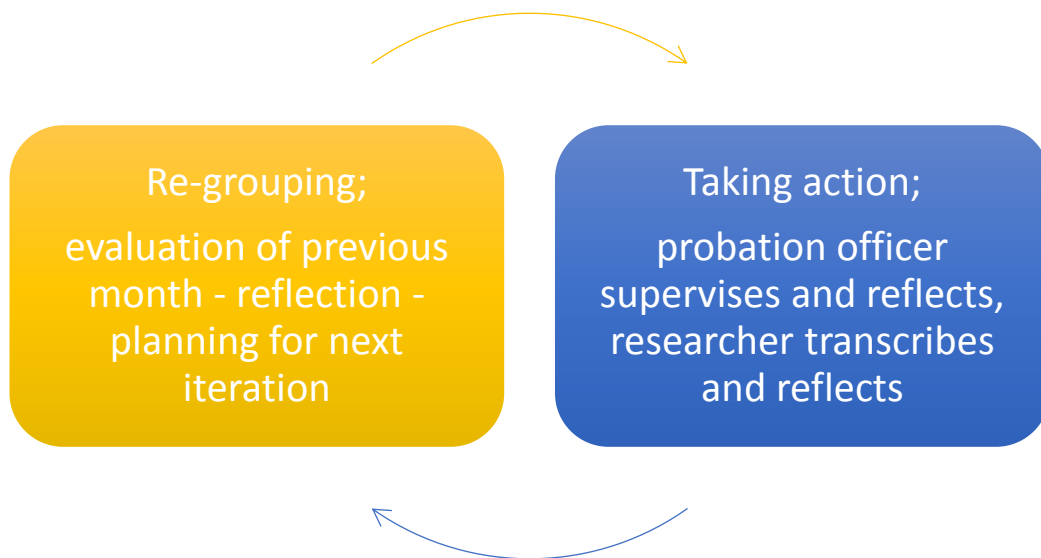 Re-grouping;
evaluation of previous
month - reflection -
planning for next
iteration
Taking action;
probation officer
supervises and reflects,
researcher transcribes
and reflects